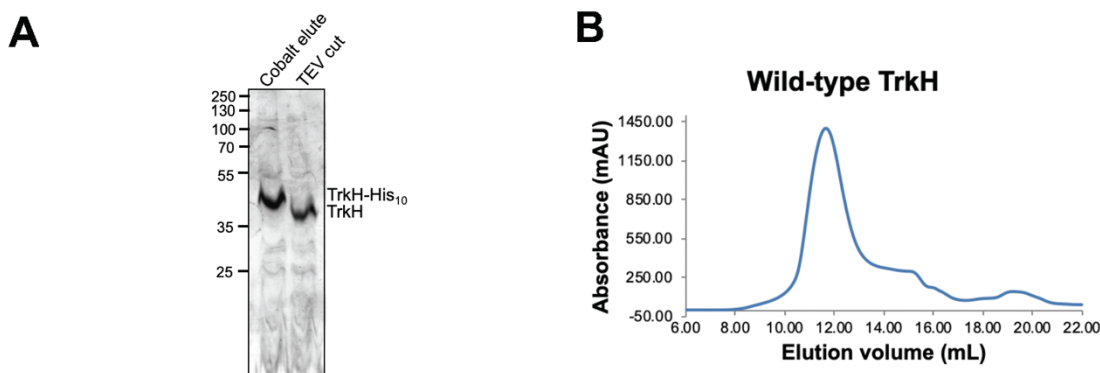 A
Cobalt elute
TEV cut
250
130
100
70
55
35
25
TrkH-His₁₀
TrkH
B
Wild-type TrkH
Absorbance (mAU)
1450.00
1150.00
850.00
550.00
250.00
-50.00
6.00 8.00 10.00 12.00 14.00 16.00 18.00 20.00 22.00
Elution volume (mL)